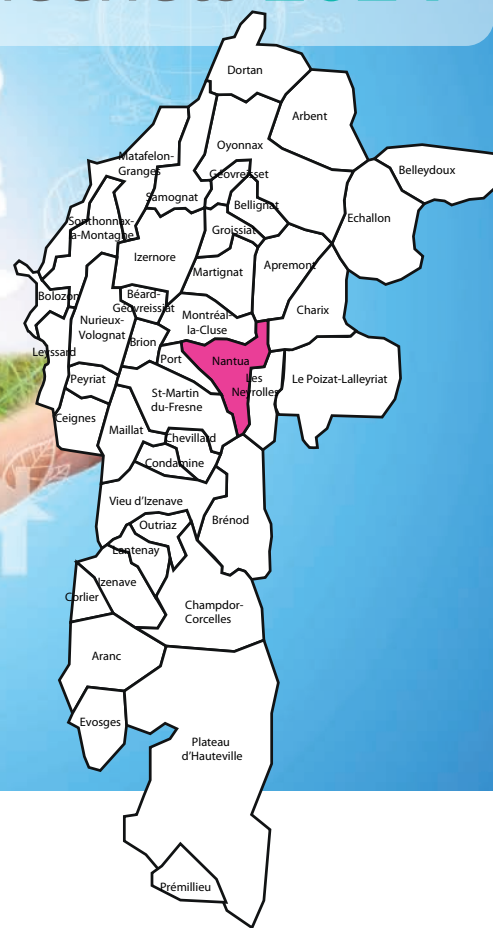 2024
Dortan
Arbent
Oyonnax
Matafelon-
Granges
Géovreisset
Belleydoux
Samognat
Bellignat
Echallon
Sonthonnax-
la-Montagne
Groissiat
Izernore
Martignat
Apremont
Bolozon
Béard-
Géovreissiat
Charix
Nurieux-
Volognat
Montréal-
la-Cluse
Brion
Leyssard
Port
Nantua
Les
Neyrolles
Le Poizat-Lalleyriat
Peyriat
St-Martin
du-Fresne
Ceignes
Maillat
Chevillard
Condamine
Vieu d'Izenave
Outriaz
Brénod
Lantenay
Izenave
Corlier
Champdor-
Corcelles
Aranc
Evosges
Plateau
d'Hauteville
Prémillieu